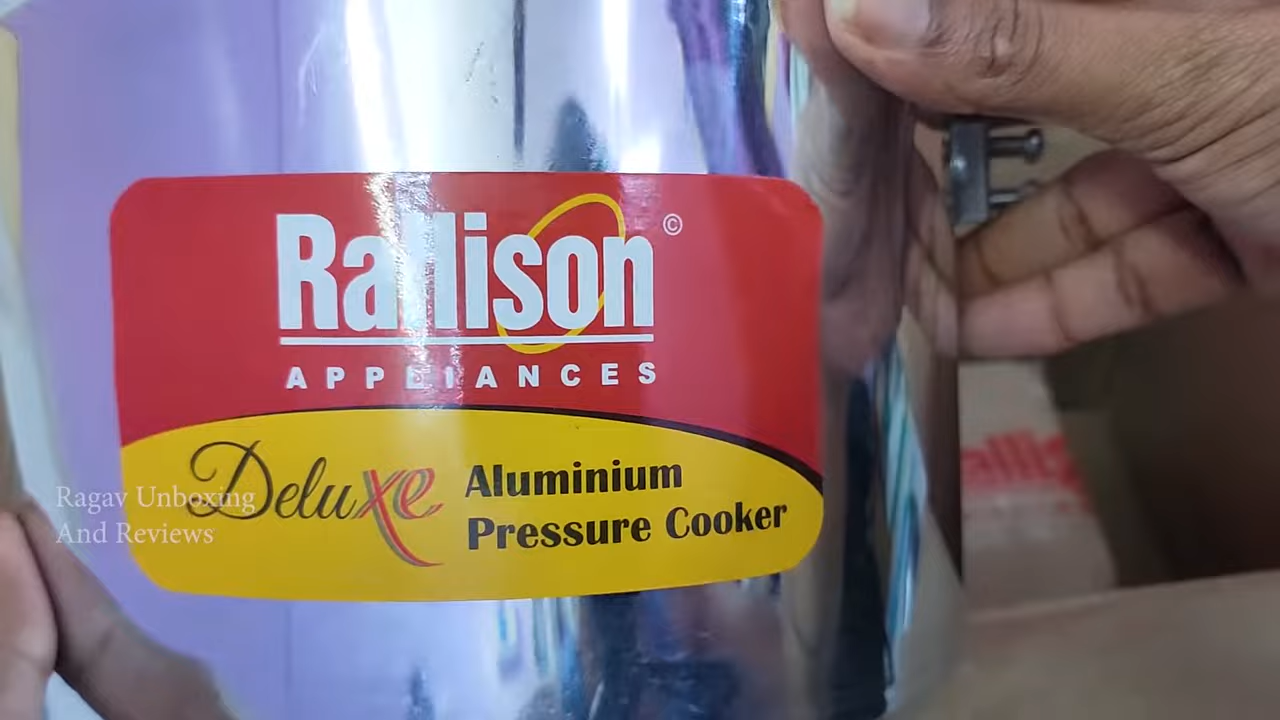 Rallison ©
APPLIANCES
Deluxe
Aluminium
Pressure Cooker
Ragav Unboxing
And Reviews